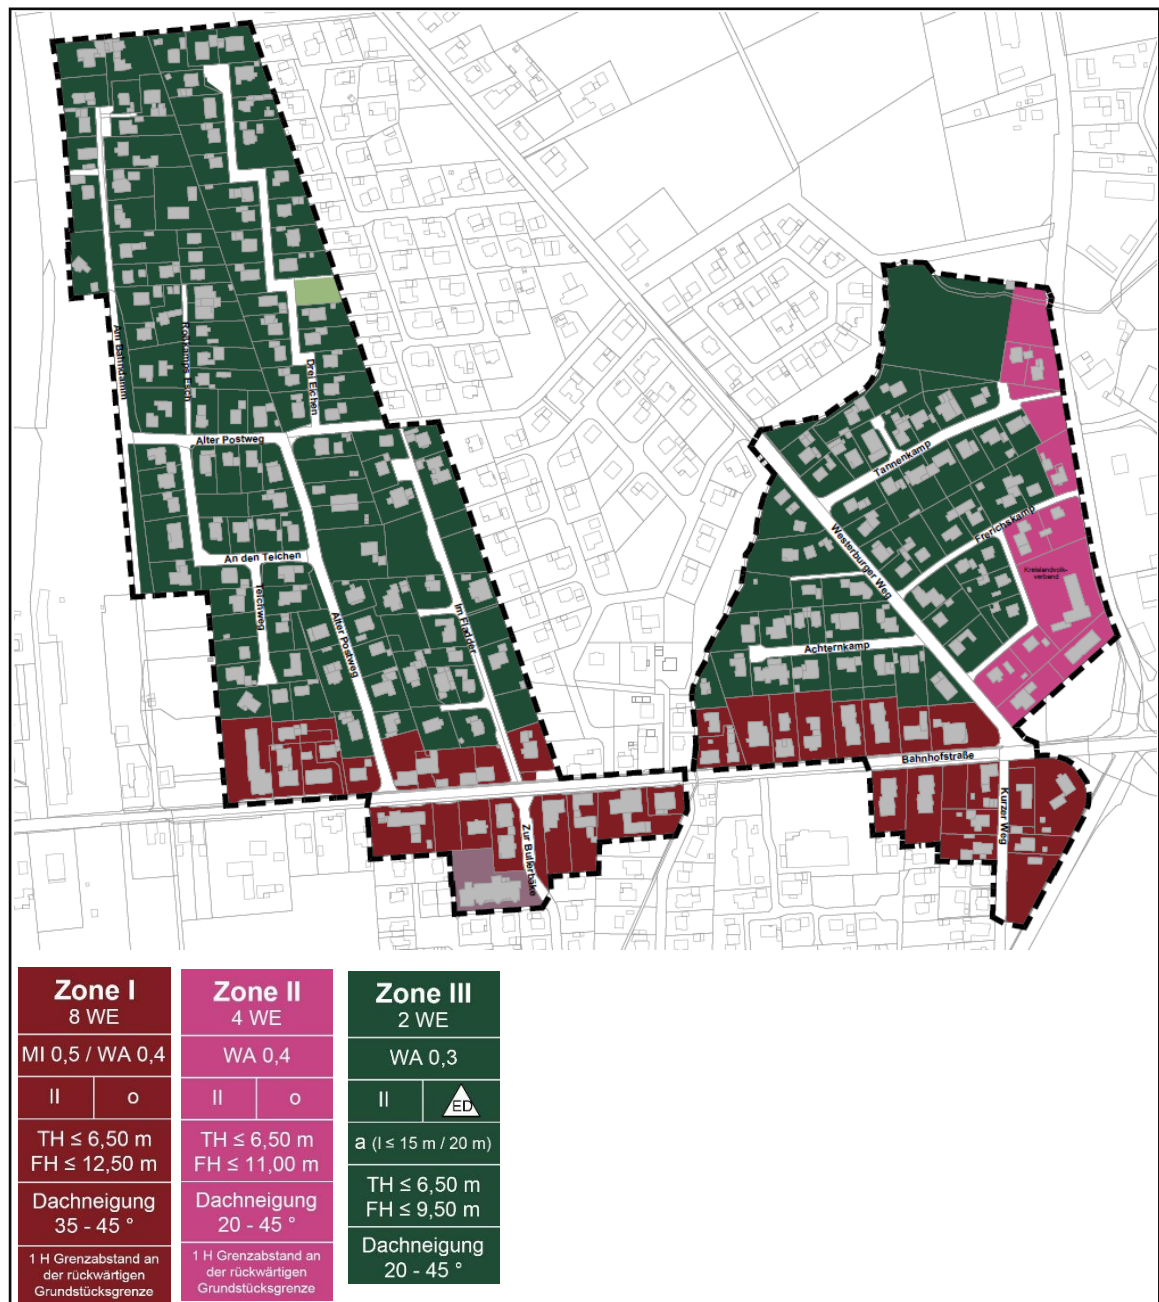 Am Bahndamm
Drei Eichen
Alter Postweg
An den Teichen
Teichweg
Alter Postweg
Im Fladder
Zur Bullerbäke
Tannenkamp
Frerichskamp
Westerburger Weg
Kreislandvolk-
verband
Achternkamp
Bahnhofstraße
Kurzer Weg
Zone I
8 WE
MI 0,5 / WA 0,4
II o
TH ≤ 6,50 m
FH ≤ 12,50 m
Dachneigung
35 - 45 °
1 H Grenzabstand an
der rückwärtigen
Grundstücksgrenze
Zone II
4 WE
WA 0,4
II o
TH ≤ 6,50 m
FH ≤ 11,00 m
Dachneigung
20 - 45 °
1 H Grenzabstand an
der rückwärtigen
Grundstücksgrenze
Zone III
2 WE
WA 0,3
II ED
a (l ≤ 15 m / 20 m)
TH ≤ 6,50 m
FH ≤ 9,50 m
Dachneigung
20 - 45 °